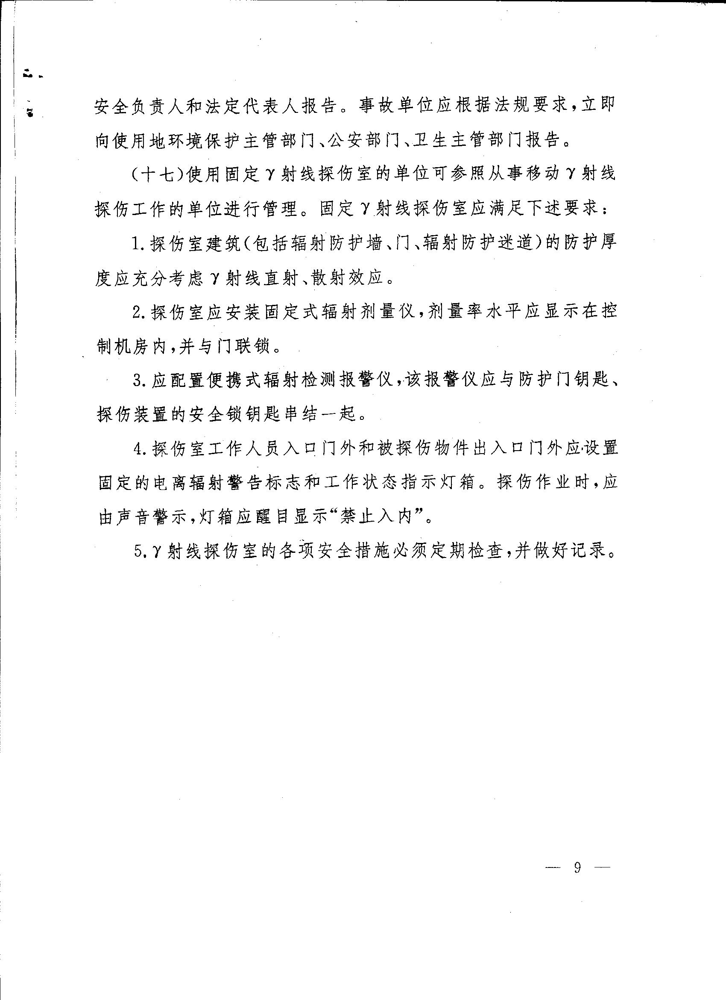 安全负责人和法定代表人报告。事故单位应根据法规要求,立即
向使用地环境保护主管部门、公安部门、卫生主管部门报告。
(十七)使用固定γ射线探伤室的单位可参照从事移动γ射线
探伤工作的单位进行管理。固定γ射线探伤室应满足下述要求:
1.探伤室建筑(包括辐射防护墙、门、辐射防护迷道)的防护厚
度应充分考虑γ射线直射、散射效应。
2.探伤室应安装固定式辐射剂量仪,剂量率水平应显示在控
制机房内,并与门联锁。
3.应配置便携式辐射检测报警仪,该报警仪应与防护门钥匙、
探伤装置的安全锁钥匙串结一起。
4.探伤室工作人员入口门外和被探伤物件出入口门外应设置
固定的电离辐射警告标志和工作状态指示灯箱。探伤作业时,应
由声音警示,灯箱应醒目显示“禁止入内”。
5.γ射线探伤室的各项安全措施必须定期检查,并做好记录。
— 9 —